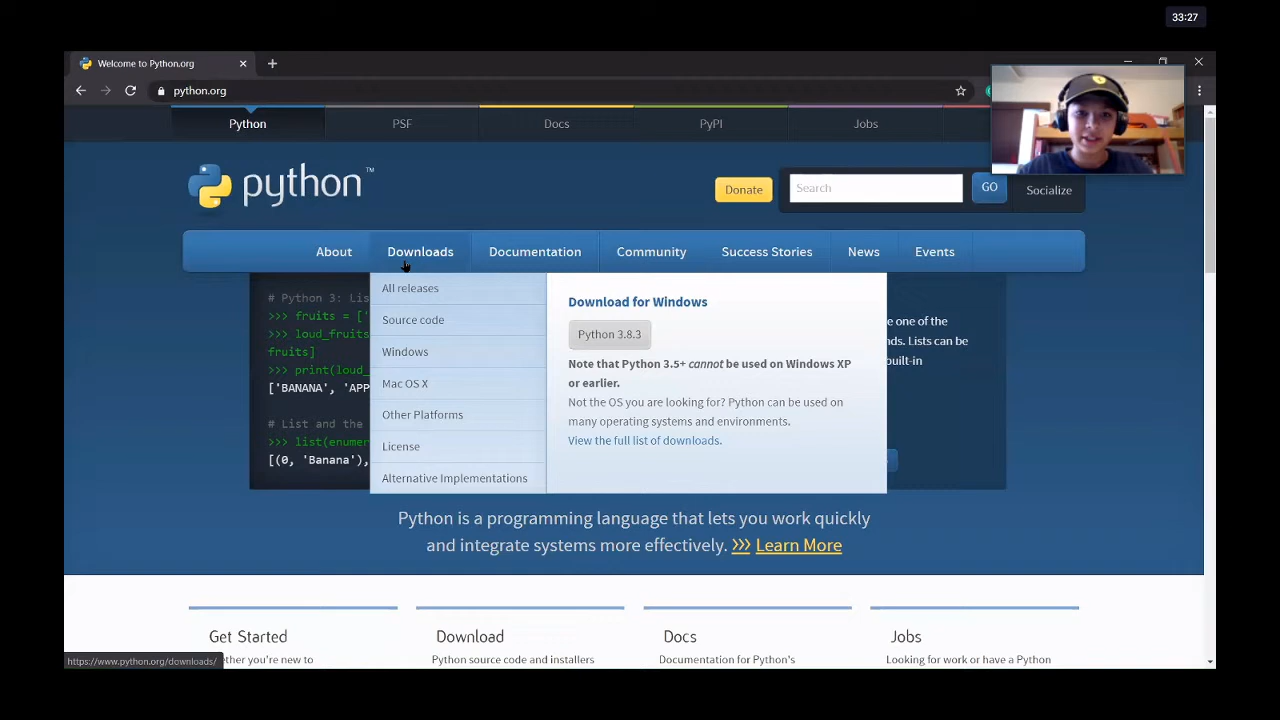 33:27
Welcome to Python.org
python.org
Python
PSF
Docs
PyPI
Jobs
python™
Donate
Search
GO
Socialize
About
Downloads
Documentation
Community
Success Stories
News
Events
# Python 3: Lis
>>> fruits = ['
>>> loud_fruits
fruits]
>>> print(loud_
['BANANA', 'APP
# List and the
>>> list(enumer
[(0, 'Banana'),
All releases
Source code
Windows
Mac OS X
Other Platforms
License
Alternative Implementations
Download for Windows
Python 3.8.3
Note that Python 3.5+ cannot be used on Windows XP
or earlier.
Not the OS you are looking for? Python can be used on
many operating systems and environments.
View the full list of downloads.
e one of the
nds. Lists can be
built-in
Python is a programming language that lets you work quickly
and integrate systems more effectively. >>> Learn More
Get Started
ether you're new to
Download
Python source code and installers
Docs
Documentation for Python's
Jobs
Looking for work or have a Python
https://www.python.org/downloads/